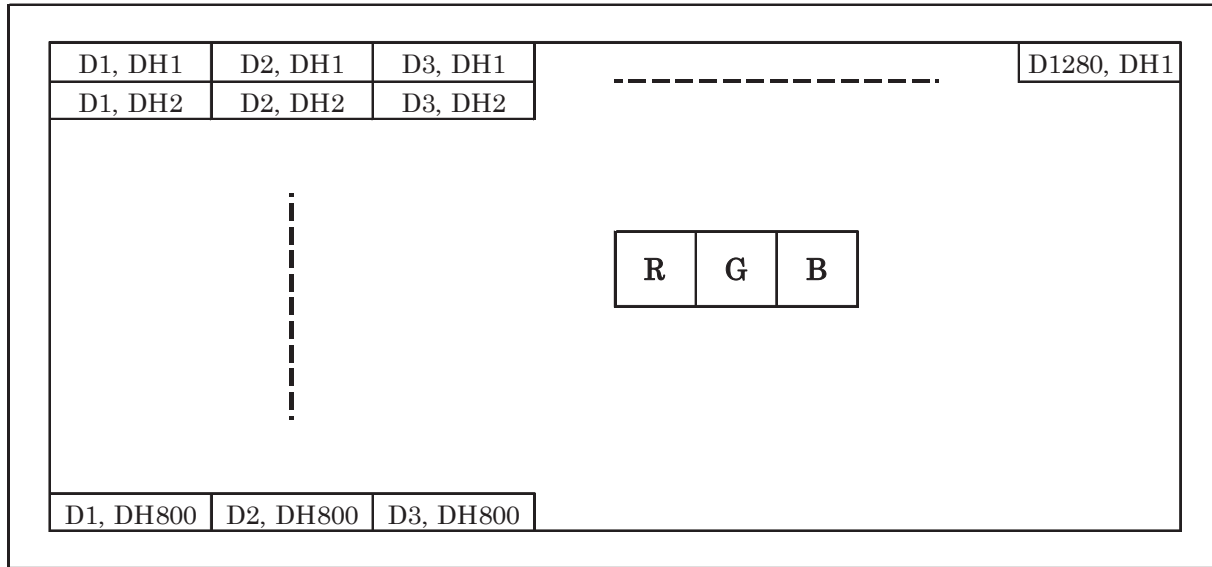 D1, DH1 D2, DH1 D3, DH1 D1280, DH1
D1, DH2 D2, DH2 D3, DH2
R G B
D1, DH800 D2, DH800 D3, DH800